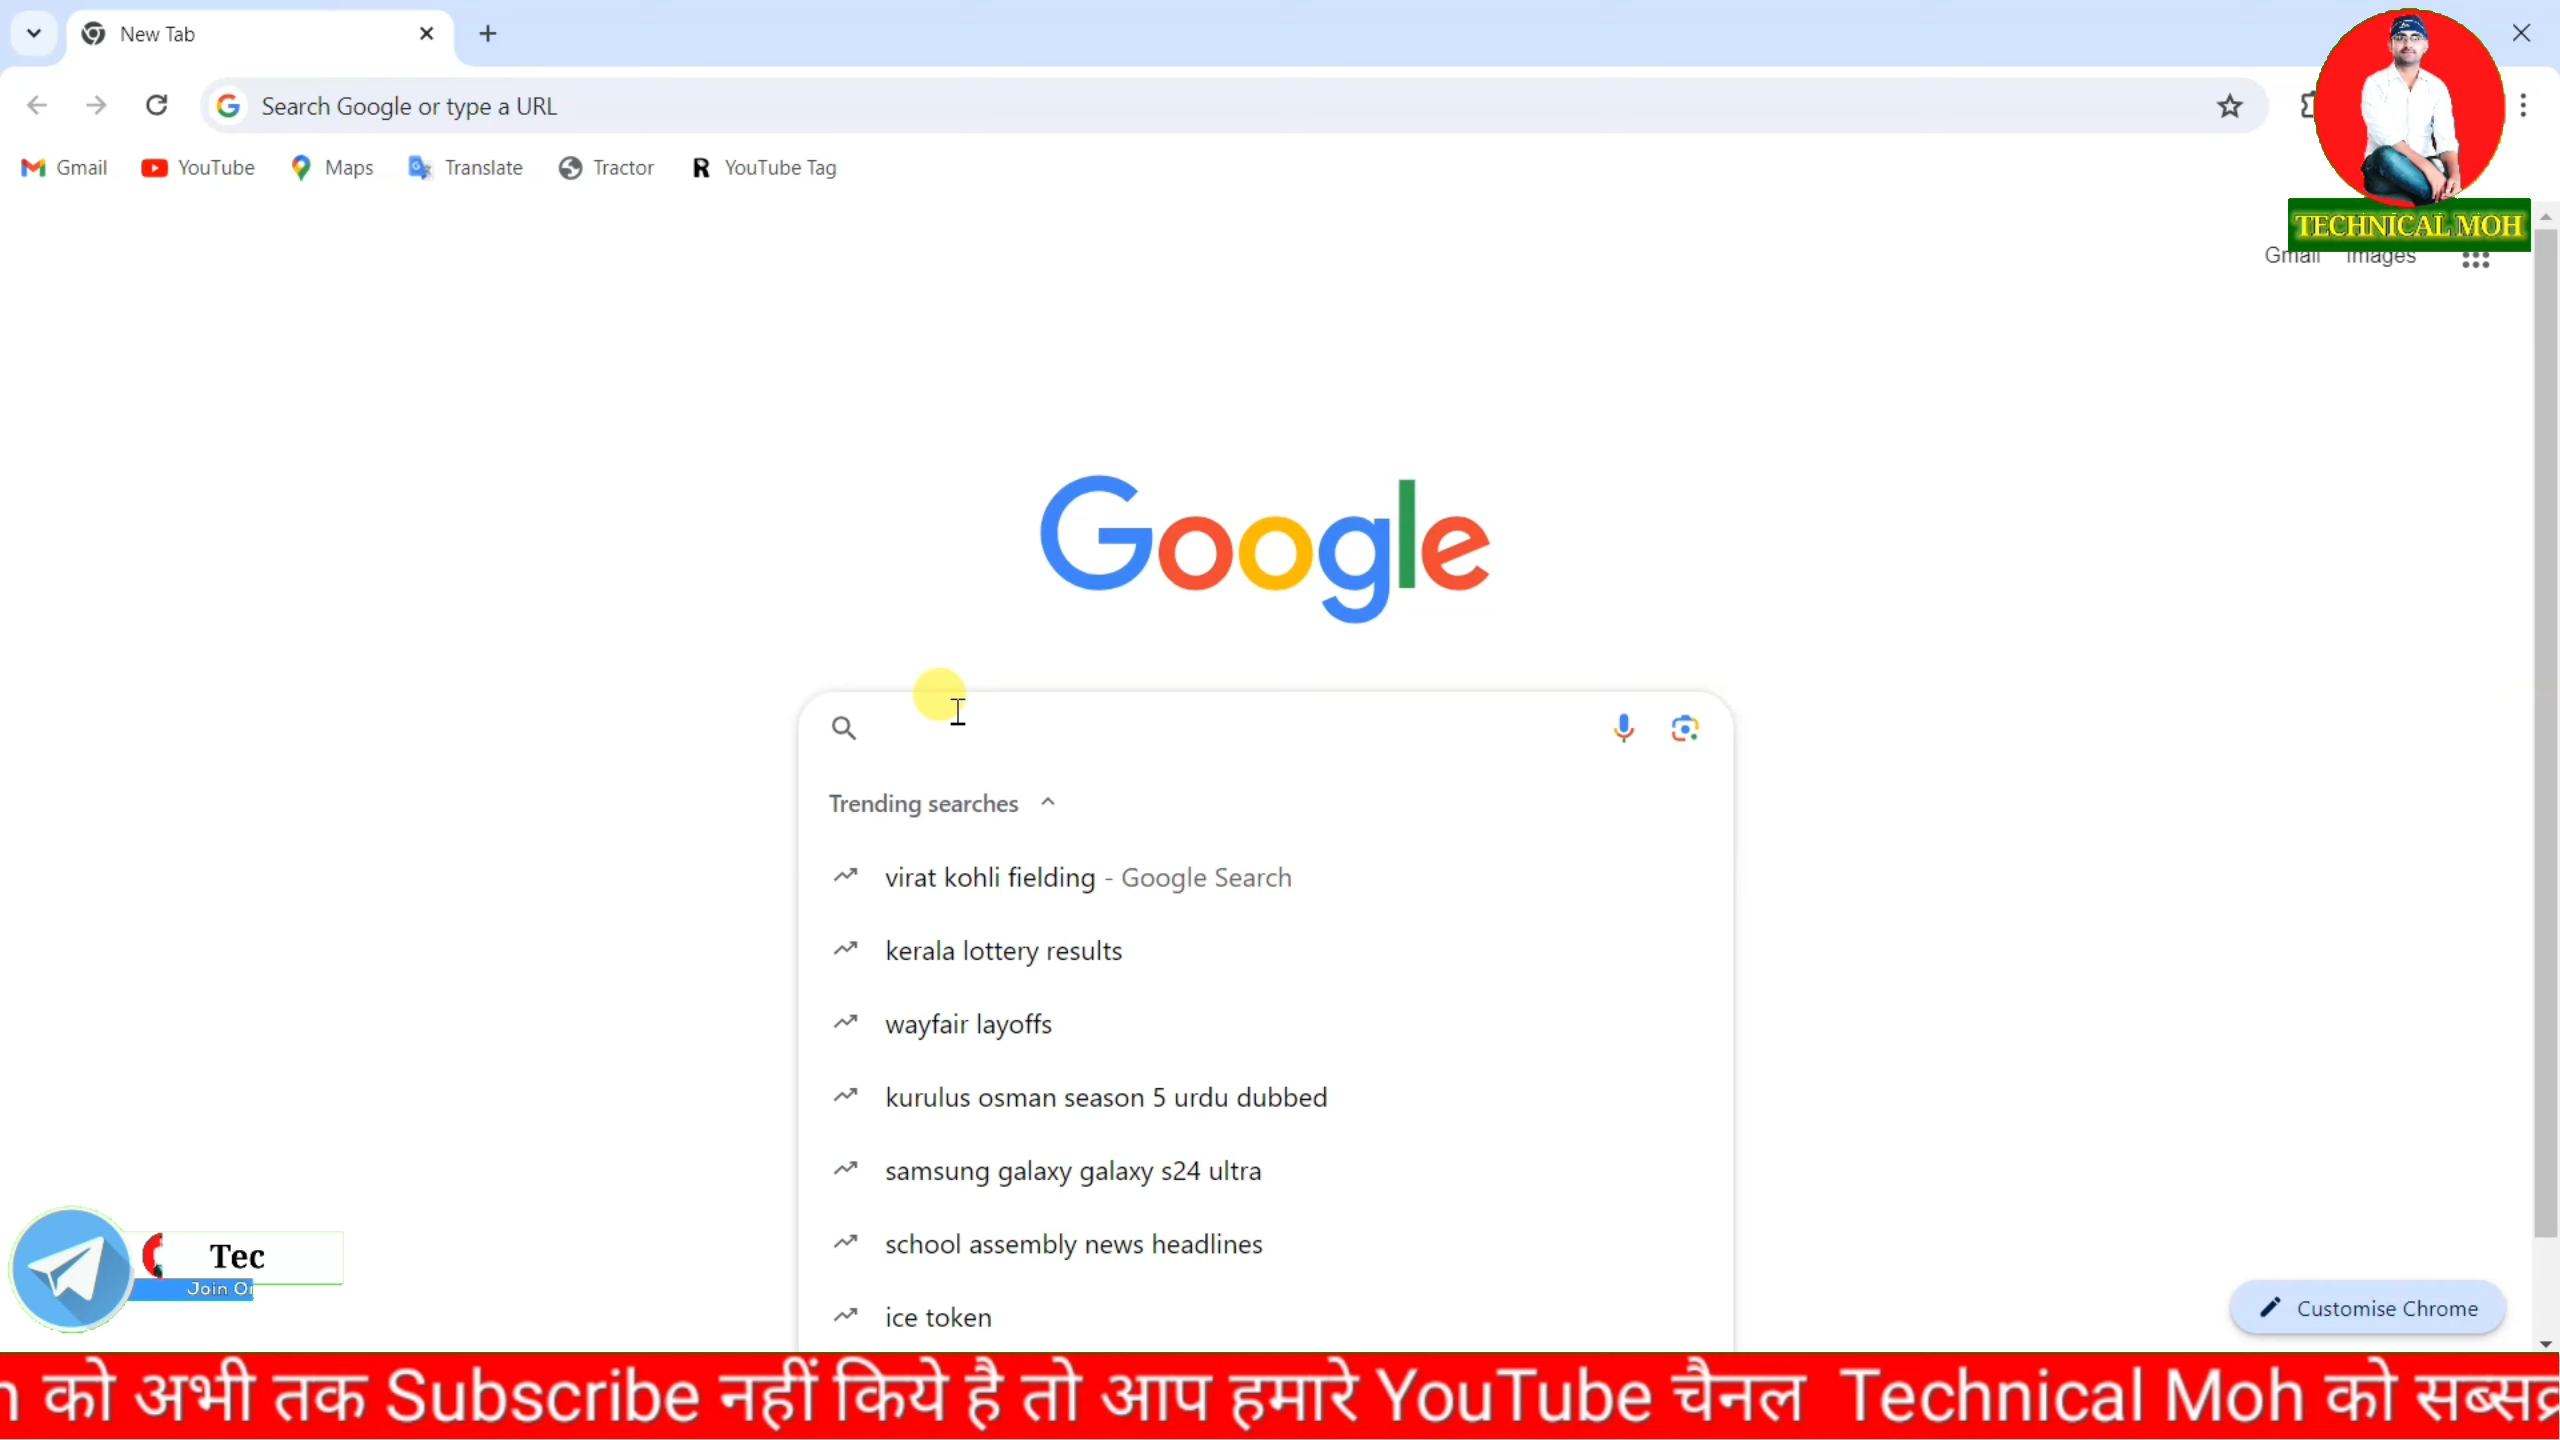 New Tab
Search Google or type a URL
Gmail YouTube Maps Translate Tractor YouTube Tag
TECHNICAL MOH
Gmail Images
Google
Trending searches
virat kohli fielding - Google Search
kerala lottery results
wayfair layoffs
kurulus osman season 5 urdu dubbed
samsung galaxy galaxy s24 ultra
school assembly news headlines
ice token
Tec
Join
Customise Chrome
को अभी तक Subscribe नहीं किये है तो आप हमारे YouTube चैनल Technical Moh को